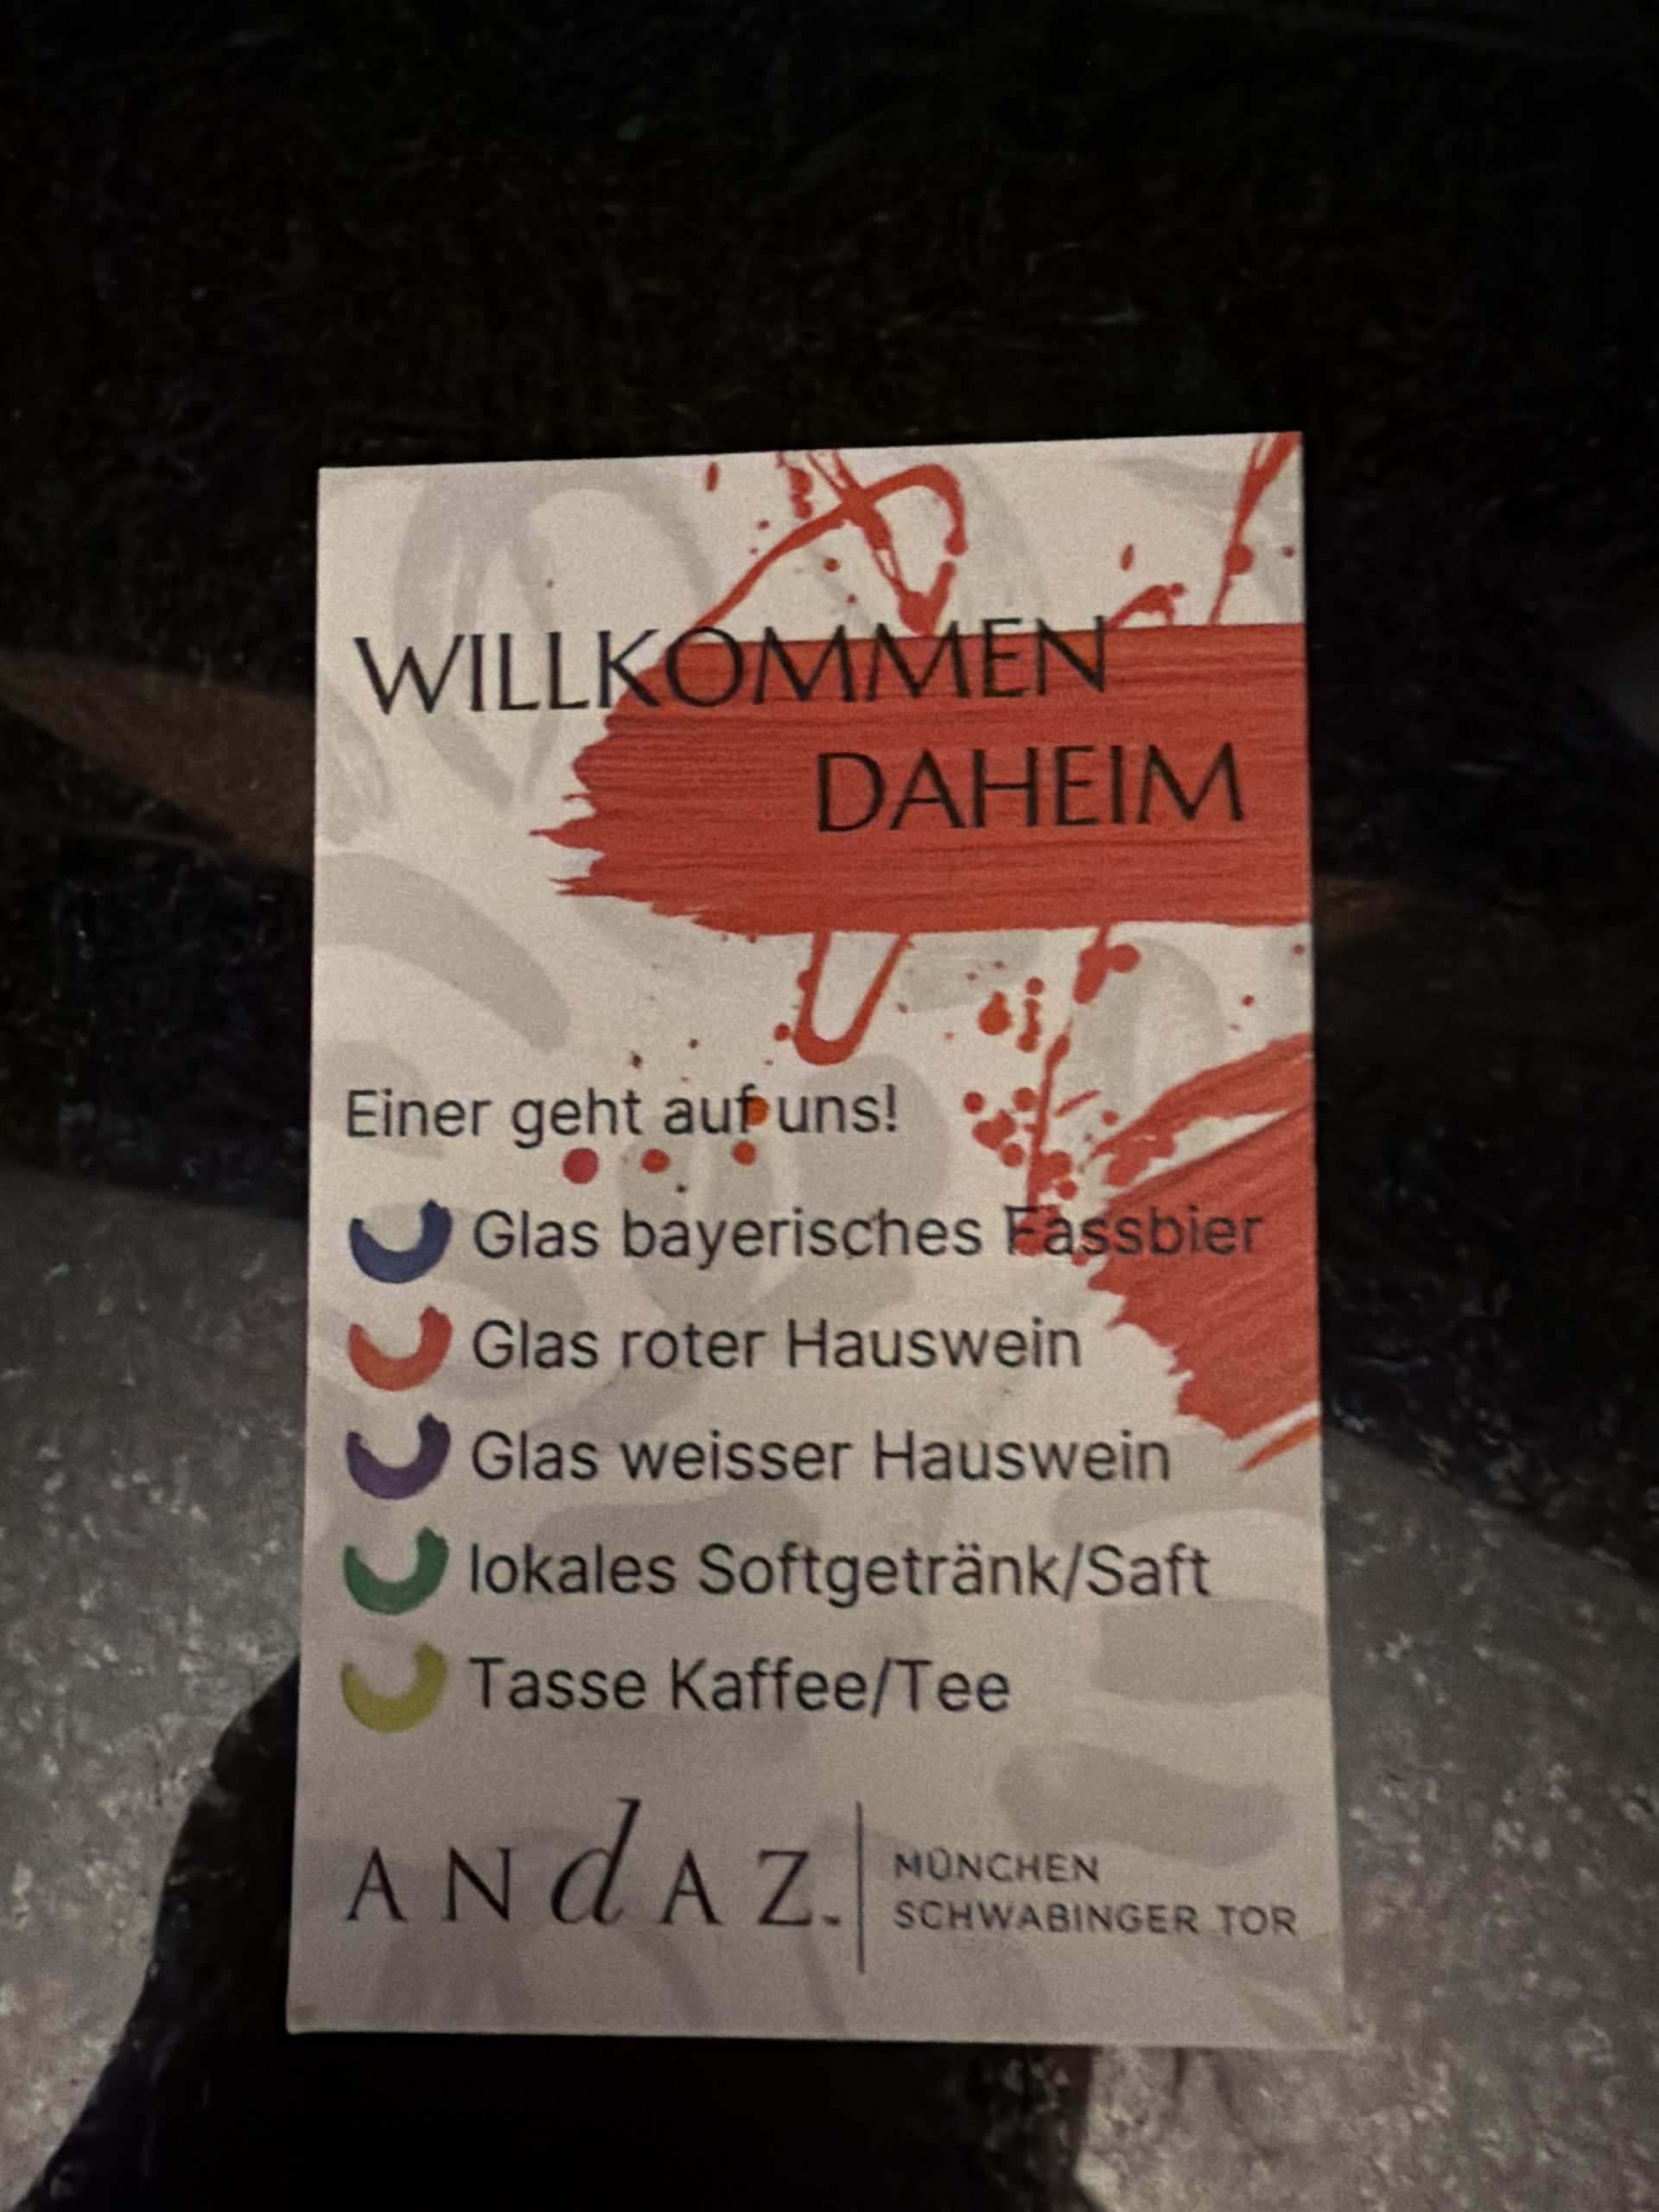 WILLKOMMEN
DAHEIM
Einer geht auf uns!
Glas bayerisches Fassbier
Glas roter Hauswein
Glas weisser Hauswein
lokales Softgetränk/Saft
Tasse Kaffee/Tee
ANdAZ.
MÜNCHEN
SCHWABINGER TOR